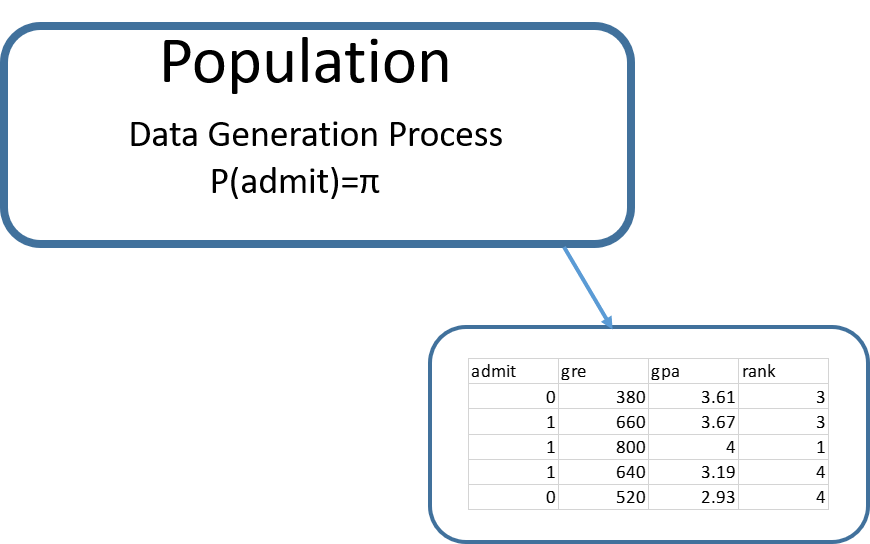 Population
Data Generation Process
P(admit)=π
admit gre gpa rank
0 380 3.61 3
1 660 3.67 3
1 800 4 1
1 640 3.19 4
0 520 2.93 4